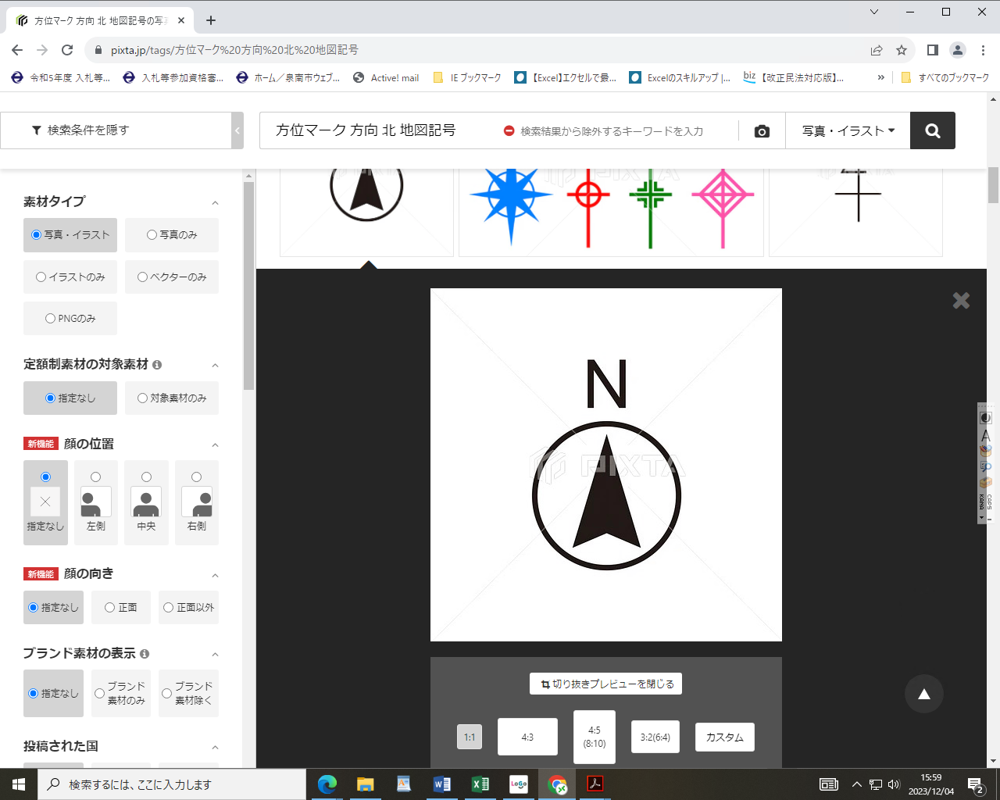 方位マーク 方向 北 地図記号の写真
pixta.jp/tags/方位マーク%20方向%20北%20地図記号
令和5年度 入札等...
入札等参加資格審...
ホーム／泉南市ウェブ...
Active! mail
IE ブックマーク
【Excel】エクセルで最...
Excelのスキルアップ |...
biz
【改正民法対応版】...
»
すべてのブックマーク
検索条件を隠す
方位マーク 方向 北 地図記号
検索結果から除外するキーワードを入力
写真・イラスト
素材タイプ
写真・イラスト
写真のみ
イラストのみ
ベクターのみ
PNGのみ
定額制素材の対象素材
指定なし
対象素材のみ
新機能 顔の位置
指定なし
左側
中央
右側
新機能 顔の向き
指定なし
正面
正面以外
ブランド素材の表示
指定なし
ブランド
素材のみ
ブランド
素材除く
投稿された国
PIXTA
N
PIXTA
切り抜きプレビューを閉じる
1:1
4:3
4:5
(8:10)
3:2(6:4)
カスタム
A
CAPS
KANA
検索するには、ここに入力します
LoGo
15:59
2023/12/04
2